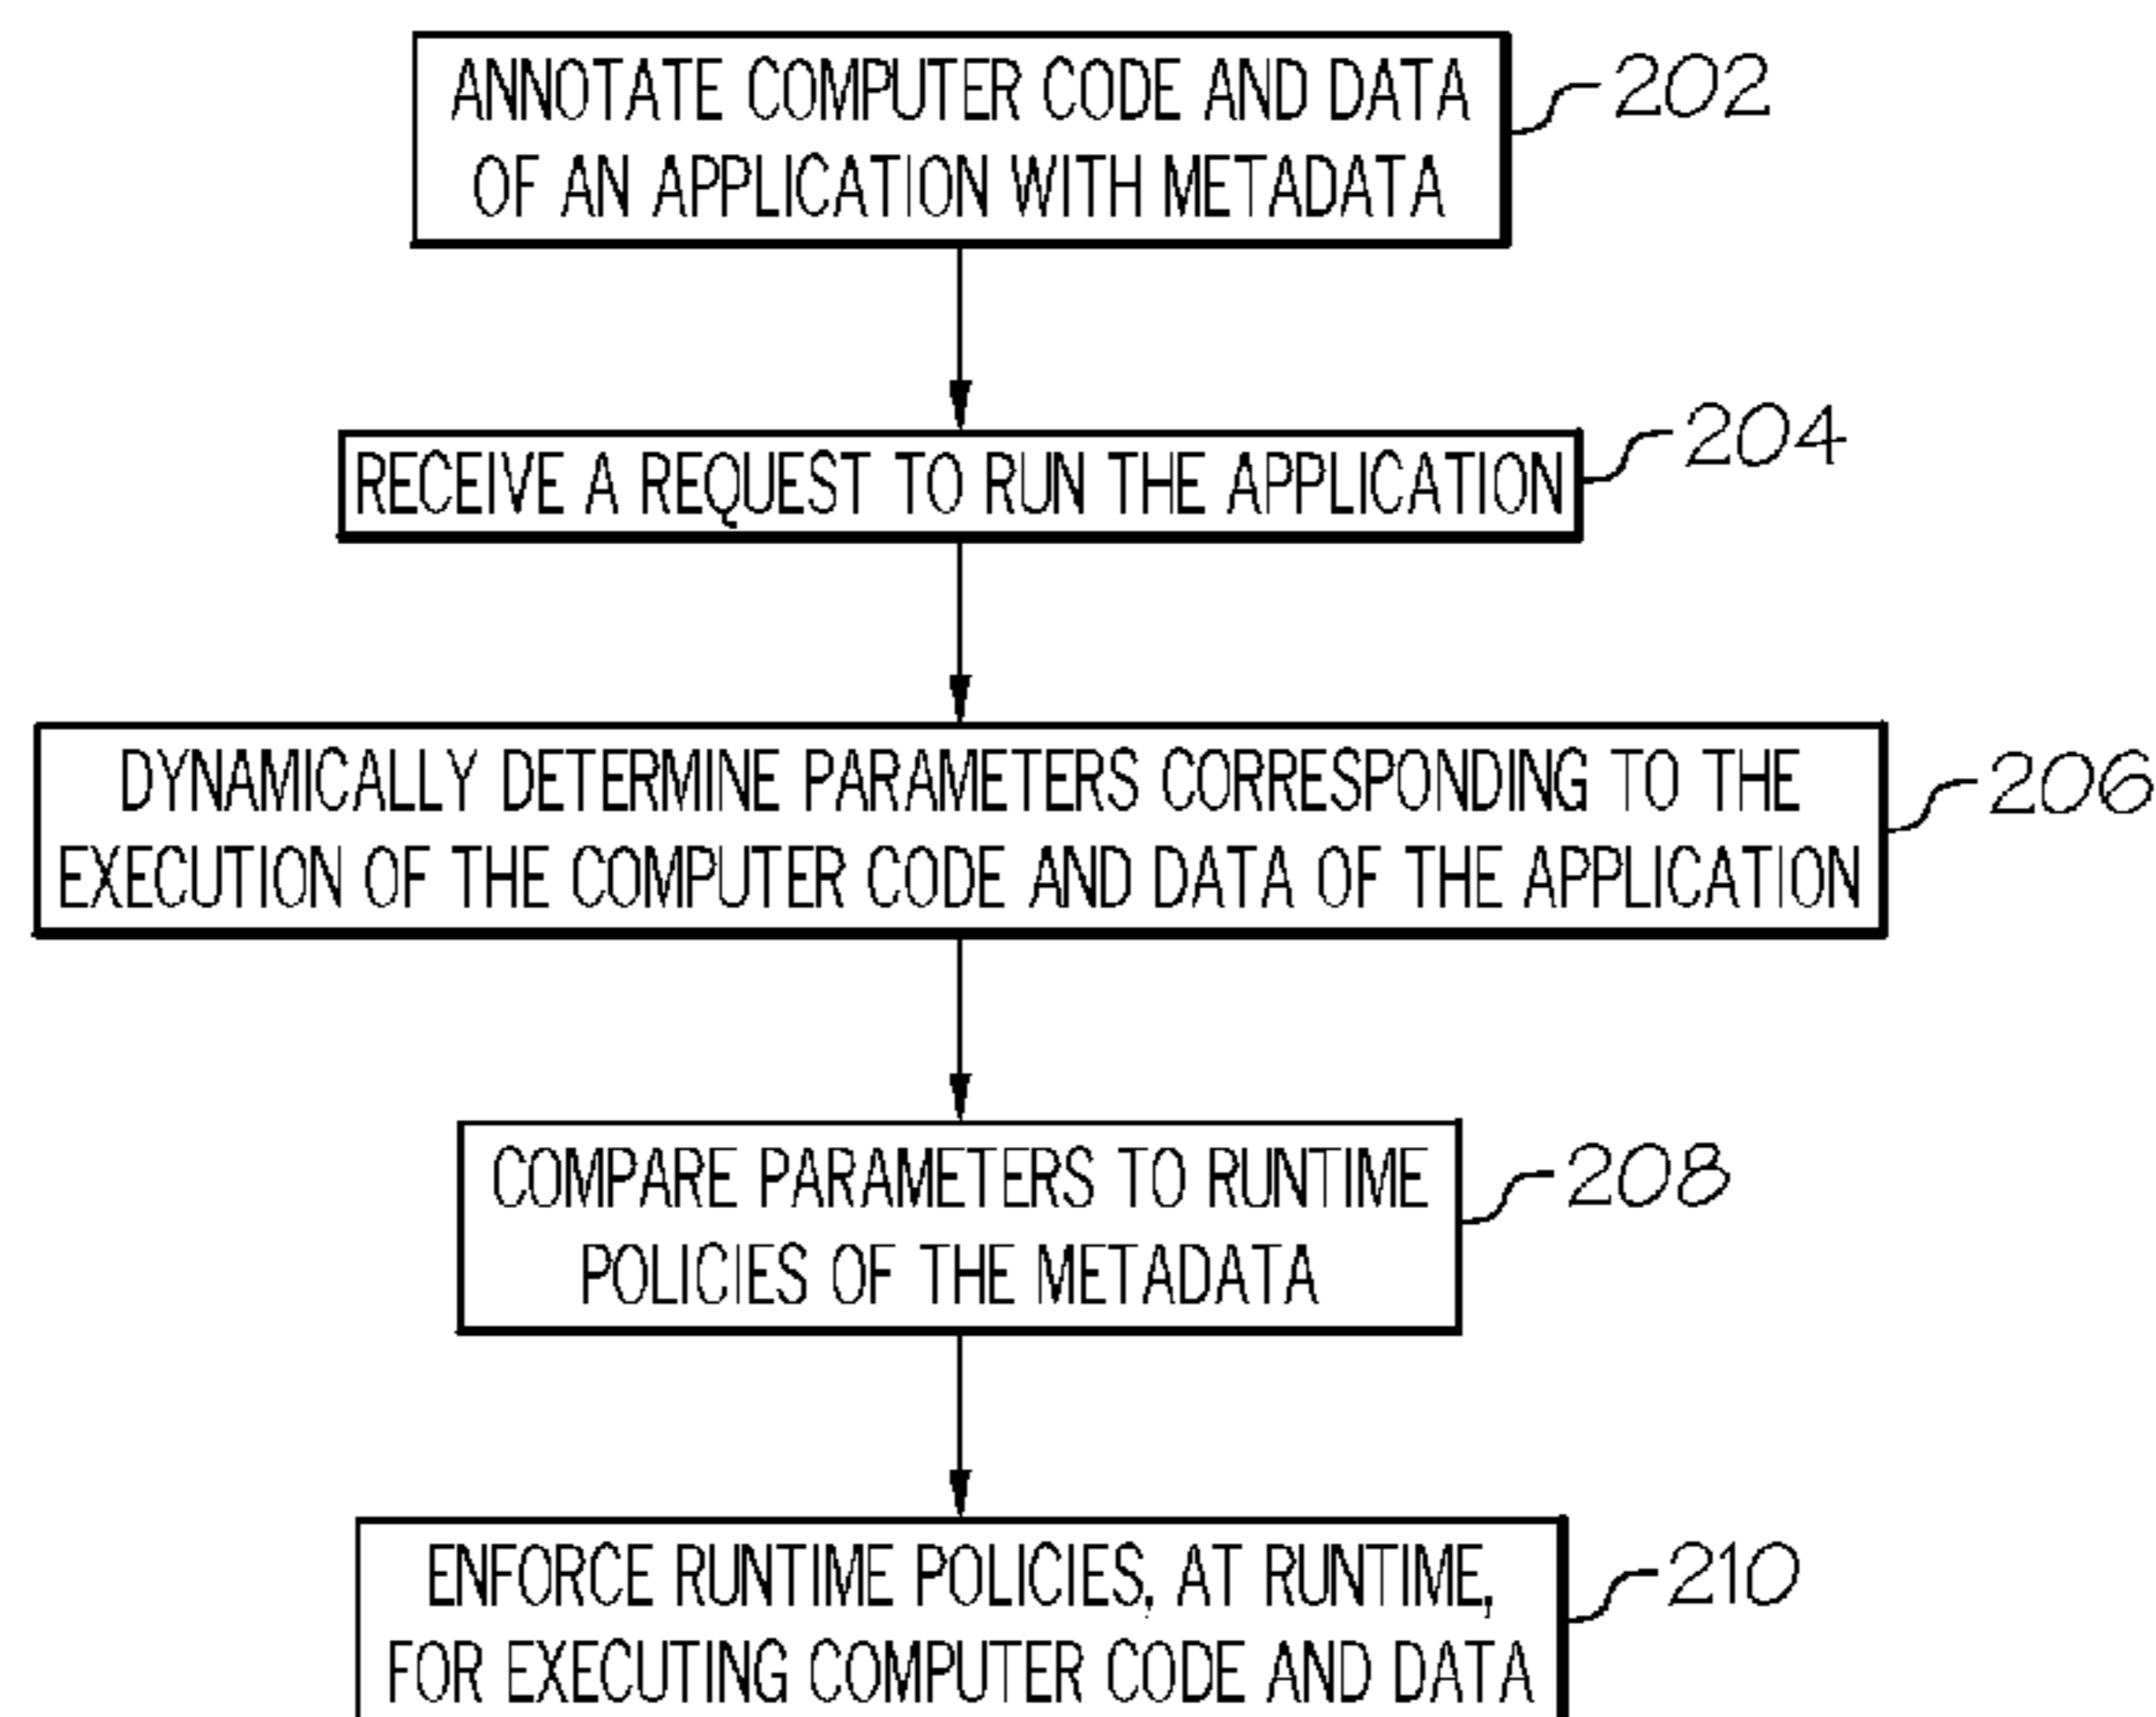 ANNOTATE COMPUTER CODE AND DATA
OF AN APPLICATION WITH METADATA
202
RECEIVE A REQUEST TO RUN THE APPLICATION
204
DYNAMICALLY DETERMINE PARAMETERS CORRESPONDING TO THE
EXECUTION OF THE COMPUTER CODE AND DATA OF THE APPLICATION
206
COMPARE PARAMETERS TO RUNTIME
POLICIES OF THE METADATA
208
ENFORCE RUNTIME POLICIES, AT RUNTIME,
FOR EXECUTING COMPUTER CODE AND DATA
210